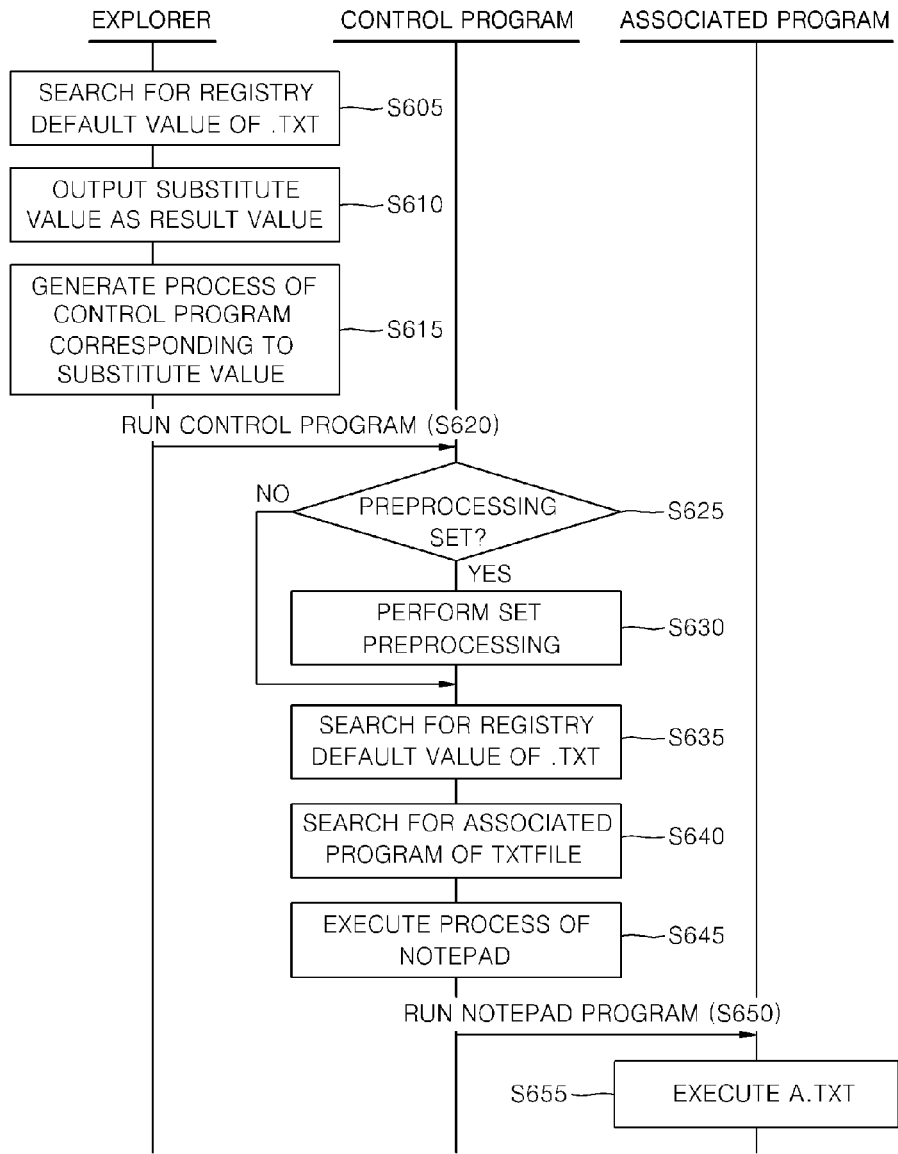 EXPLORER
CONTROL PROGRAM
ASSOCIATED PROGRAM
SEARCH FOR REGISTRY
DEFAULT VALUE OF .TXT
S605
OUTPUT SUBSTITUTE
VALUE AS RESULT VALUE
S610
GENERATE PROCESS OF
CONTROL PROGRAM
CORRESPONDING TO
SUBSTITUTE VALUE
S615
RUN CONTROL PROGRAM (S620)
NO
PREPROCESSING
SET?
S625
YES
PERFORM SET
PREPROCESSING
S630
SEARCH FOR REGISTRY
DEFAULT VALUE OF .TXT
S635
SEARCH FOR ASSOCIATED
PROGRAM OF TXTFILE
S640
EXECUTE PROCESS OF
NOTEPAD
S645
RUN NOTEPAD PROGRAM (S650)
S655
EXECUTE A.TXT